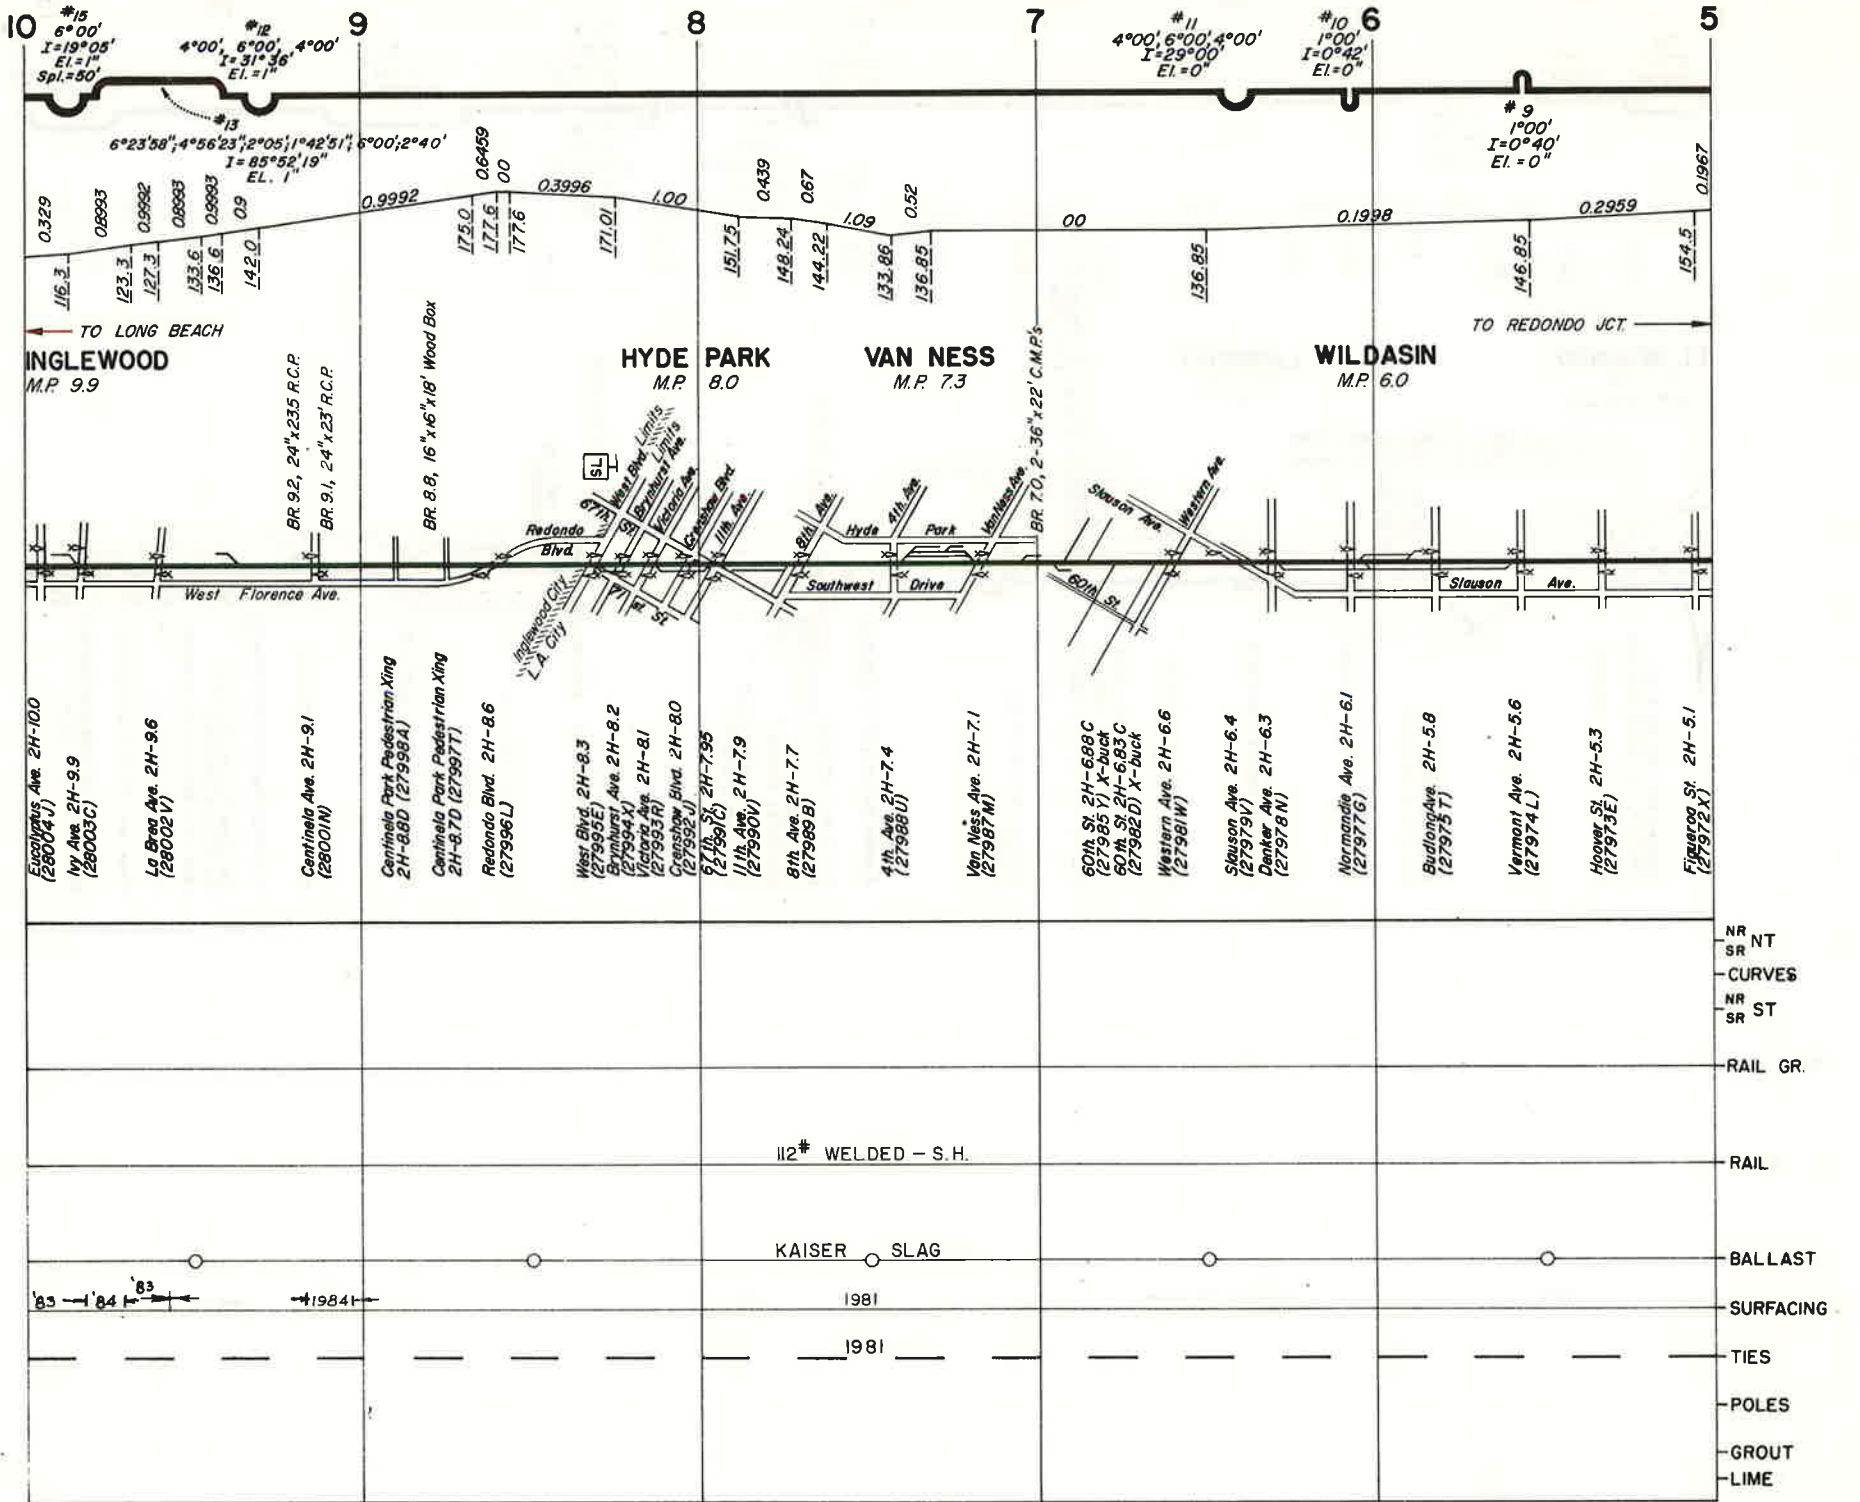 10
9
8
7
6
5
#15
6°00'
I=19°05'
El.=1"
Spl.=50'
#12
4°00', 6°00', 4°00'
I=31°36'
El.=1"
#13
6°23'58"; 4°56'23"; 2°05'; 1°42'51"; 6°00'; 2°40'
I=85°52'19"
EL. 1"
#11
4°00', 6°00', 4°00'
I=29°00'
El.=0"
#10
1°00'
I=0°42'
El.=0"
#9
1°00'
I=0°40'
El.=0"
0.329
0.8993
0.9992
0.8993
0.9993
0.9
0.9992
0.6459
00
0.3996
1.00
0.439
0.67
1.09
0.52
00
0.1998
0.2959
0.1967
116.3
123.3
127.3
133.6
136.6
142.0
175.0
177.6
177.6
171.01
151.75
148.24
144.22
133.86
136.85
136.85
146.85
154.5
TO LONG BEACH
TO REDONDO JCT.
INGLEWOOD
M.P. 9.9
HYDE PARK
M.P. 8.0
VAN NESS
M.P. 7.3
WILDASIN
M.P. 6.0
BR. 9.2, 24"x23.5 R.C.P.
BR. 9.1, 24"x23' R.C.P.
BR. 8.8, 16"x16"x18' Wood Box
BR. 7.0, 2-36"x22' C.M.P.'s
SL
67th. St.
West Blvd.
Limits
Limits
Brynhurst Ave.
Victoria Ave.
Crenshaw Blvd.
11th. Ave.
8th. Ave.
Hyde Park
4th. Ave.
Van Ness Ave.
Slauson Ave.
Western Ave.
Redondo
Blvd.
West Florence Ave.
Inglewood City
L. A. City
71st. St.
Southwest Drive
60th. St.
Slauson Ave.
Eucalyptus Ave. 2H-10.0
(28004J)
Ivy Ave. 2H-9.9
(28003C)
La Brea Ave. 2H-9.6
(28002V)
Centinela Ave. 2H-9.1
(28001N)
Centinela Park Pedestrian Xing
2H-8.8D (27998A)
Centinela Park Pedestrian Xing
2H-8.7D (27997T)
Redondo Blvd. 2H-8.6
(27996L)
West Blvd. 2H-8.3
(27995E)
Brynhurst Ave. 2H-8.2
(27994X)
Victoria Ave. 2H-8.1
(27993R)
Crenshaw Blvd. 2H-8.0
(27992J)
67th. St. 2H-7.95
(27991C)
11th. Ave. 2H-7.9
(27990V)
8th. Ave. 2H-7.7
(27989B)
4th. Ave. 2H-7.4
(27988U)
Van Ness Ave. 2H-7.1
(27987M)
60th. St. 2H-6.88C
(27985Y) X-buck
60th. St. 2H-6.83C
(27982D) X-buck
Western Ave. 2H-6.6
(27981W)
Slauson Ave. 2H-6.4
(27979V)
Denker Ave. 2H-6.3
(27978N)
Normandie Ave. 2H-6.1
(27977G)
Budlong Ave. 2H-5.8
(27975T)
Vermont Ave. 2H-5.6
(27974L)
Hoover St. 2H-5.3
(27973E)
Figueroa St. 2H-5.1
(27972X)
NR
SR NT
CURVES
NR
SR ST
RAIL GR.
112# WELDED – S.H.
RAIL
KAISER SLAG
BALLAST
'83 '84 '83 1984 1981
SURFACING
1981
TIES
POLES
GROUT
LIME